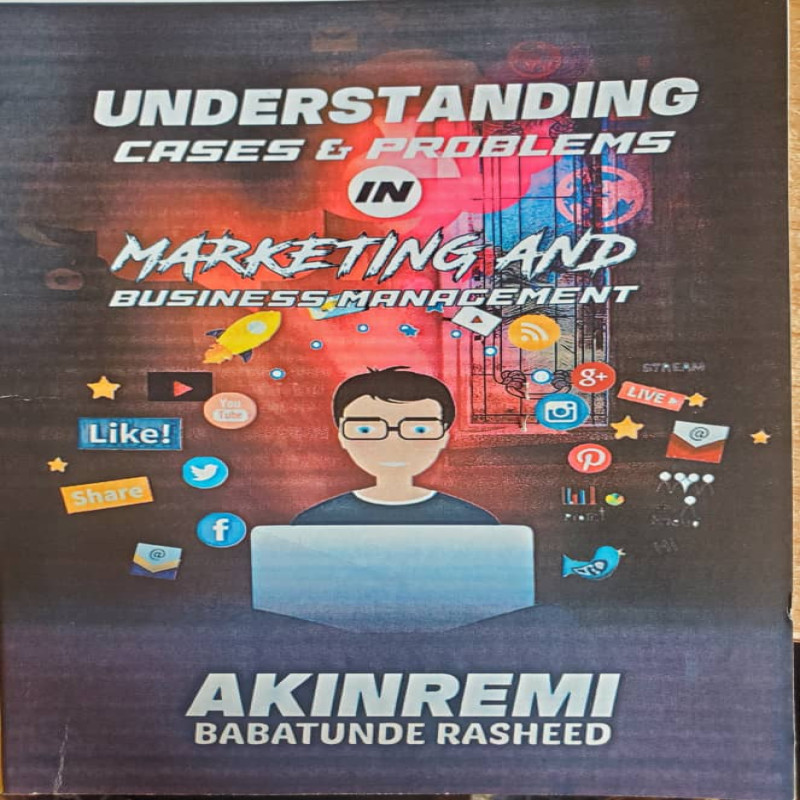 UNDERSTANDING
CASES & PROBLEMS
IN
MARKETING AND
BUSINESS MANAGEMENT
g+
STREAM
LIVE
You
Tube
Like!
@
Share
f
@
AKINREMI
BABATUNDE RASHEED